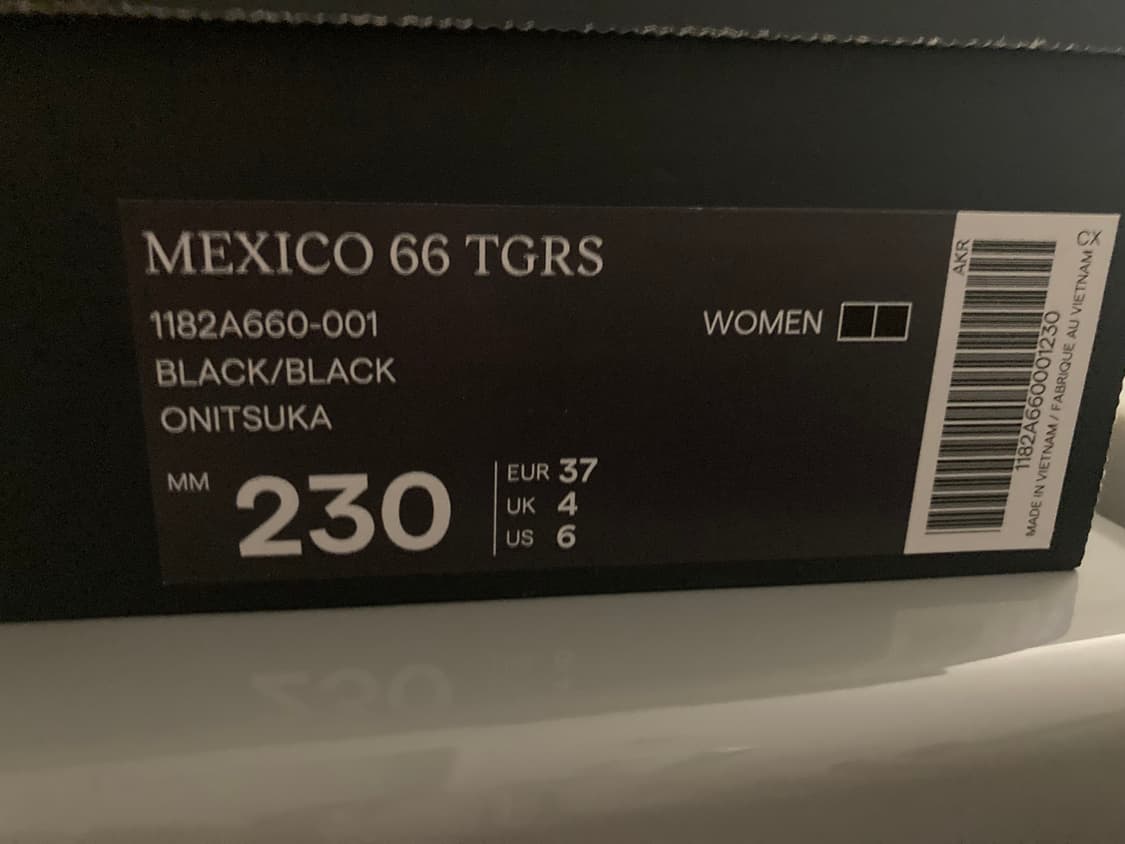 MEXICO 66 TGRS
1182A660-001
BLACK/BLACK
ONITSUKA
WOMEN
MM 230
EUR 37
UK 4
US 6
AKR
1182A660001230
MADE IN VIETNAM / FABRIQUE AU VIETNAM CX